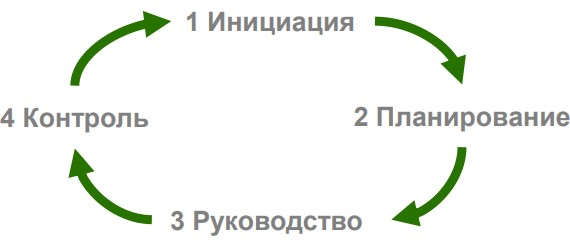 1 Инициация
2 Планирование
3 Руководство
4 Контроль